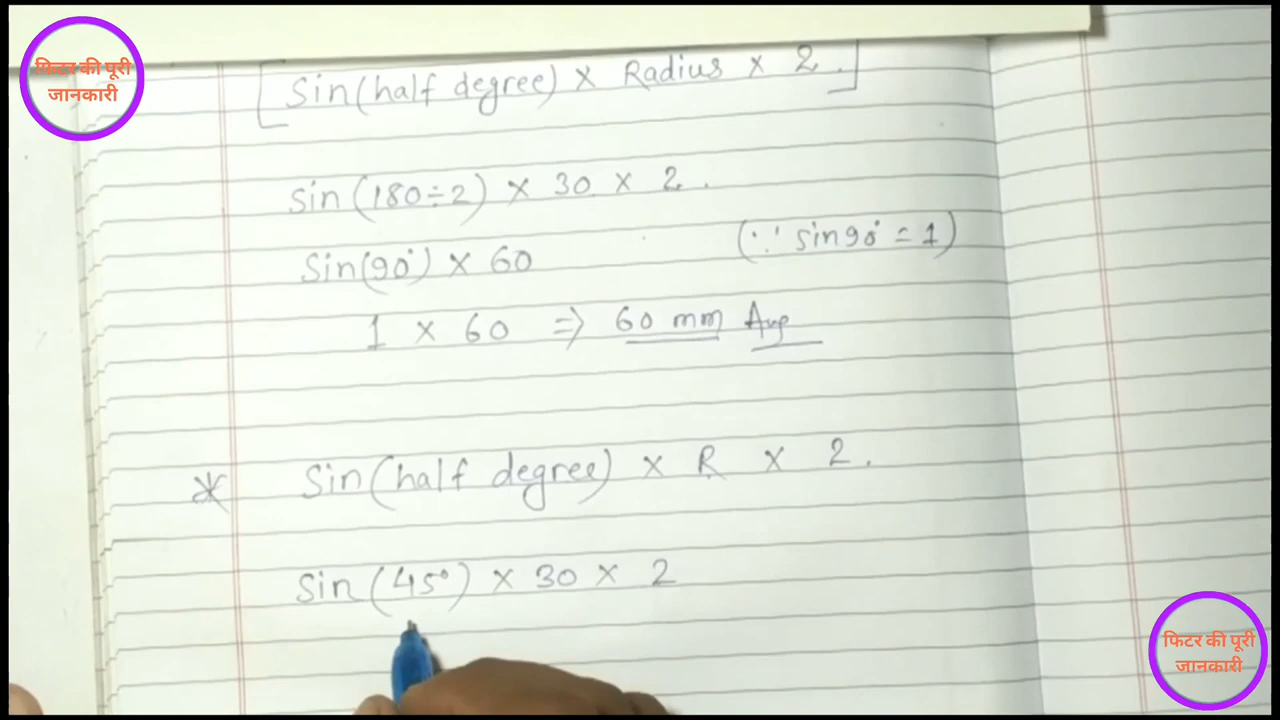 फिटर की पूरी
जानकारी
[Sin(half degree) × Radius × 2.]
Sin(180÷2) × 30 × 2.
Sin(90°) × 60
(∵ sin90° = 1)
1 × 60 => 60 mm Ans
* Sin(half degree) × R × 2.
Sin(45°) × 30 × 2
फिटर की पूरी
जानकारी